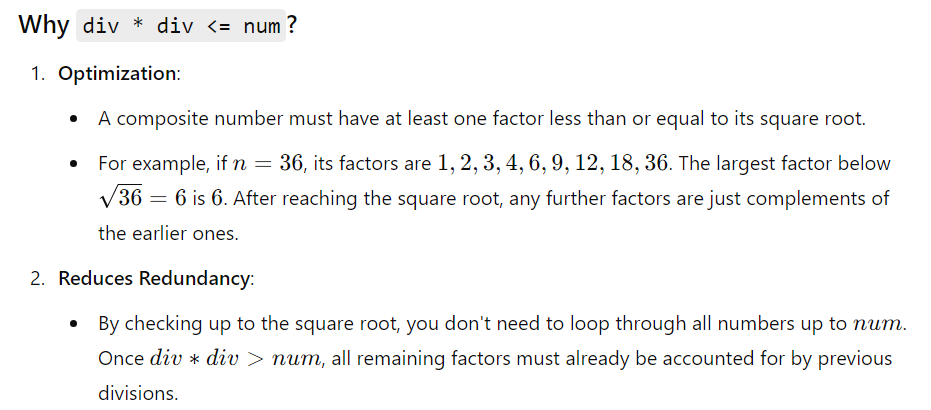 Why div * div <= num?
1. Optimization:
• A composite number must have at least one factor less than or equal to its square root.
• For example, if n = 36, its factors are 1, 2, 3, 4, 6, 9, 12, 18, 36. The largest factor below
√36 = 6 is 6. After reaching the square root, any further factors are just complements of
the earlier ones.
2. Reduces Redundancy:
• By checking up to the square root, you don't need to loop through all numbers up to num.
Once div * div > num, all remaining factors must already be accounted for by previous
divisions.